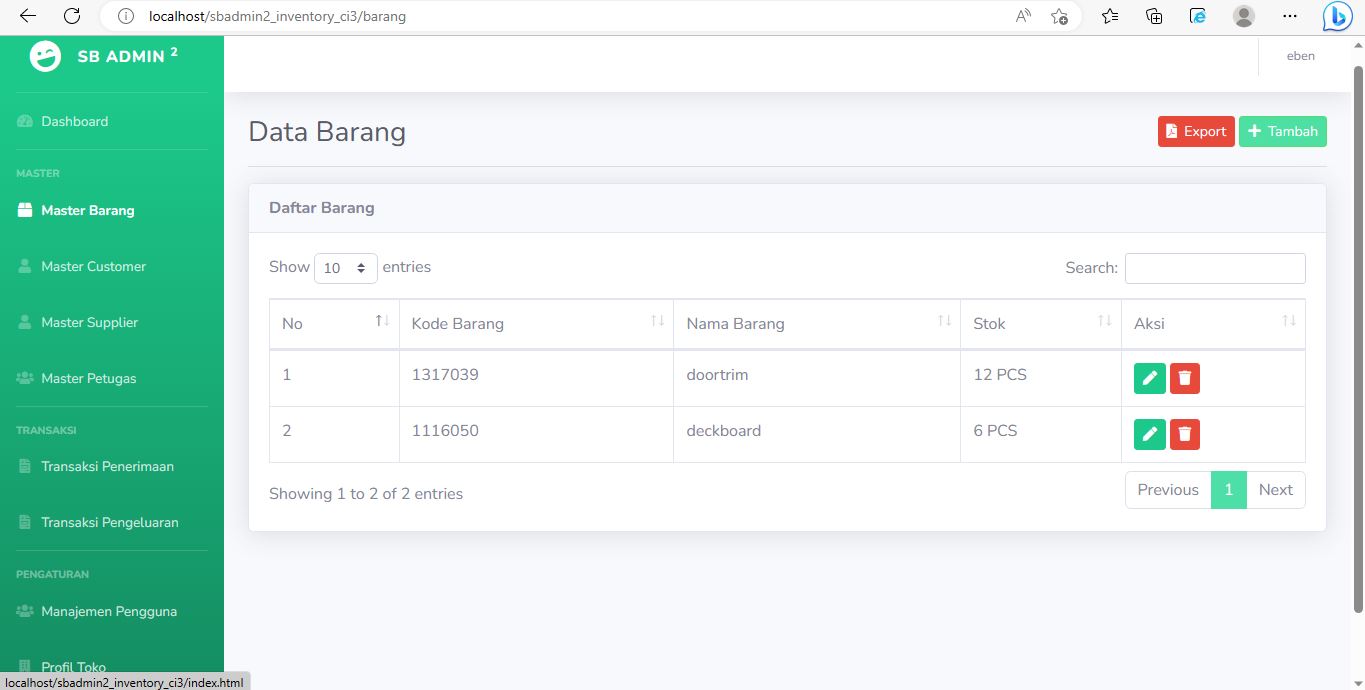 localhost/sbadmin2_inventory_ci3/barang
SB ADMIN 2
eben
Dashboard
MASTER
Master Barang
Master Customer
Master Supplier
Master Petugas
TRANSAKSI
Transaksi Penerimaan
Transaksi Pengeluaran
PENGATURAN
Manajemen Pengguna
Profil Toko
localhost/sbadmin2_inventory_ci3/index.html
Data Barang
Export
Tambah
Daftar Barang
Show 10 entries
Search:
No Kode Barang Nama Barang Stok Aksi
1 1317039 doortrim 12 PCS
2 1116050 deckboard 6 PCS
Showing 1 to 2 of 2 entries
Previous 1 Next